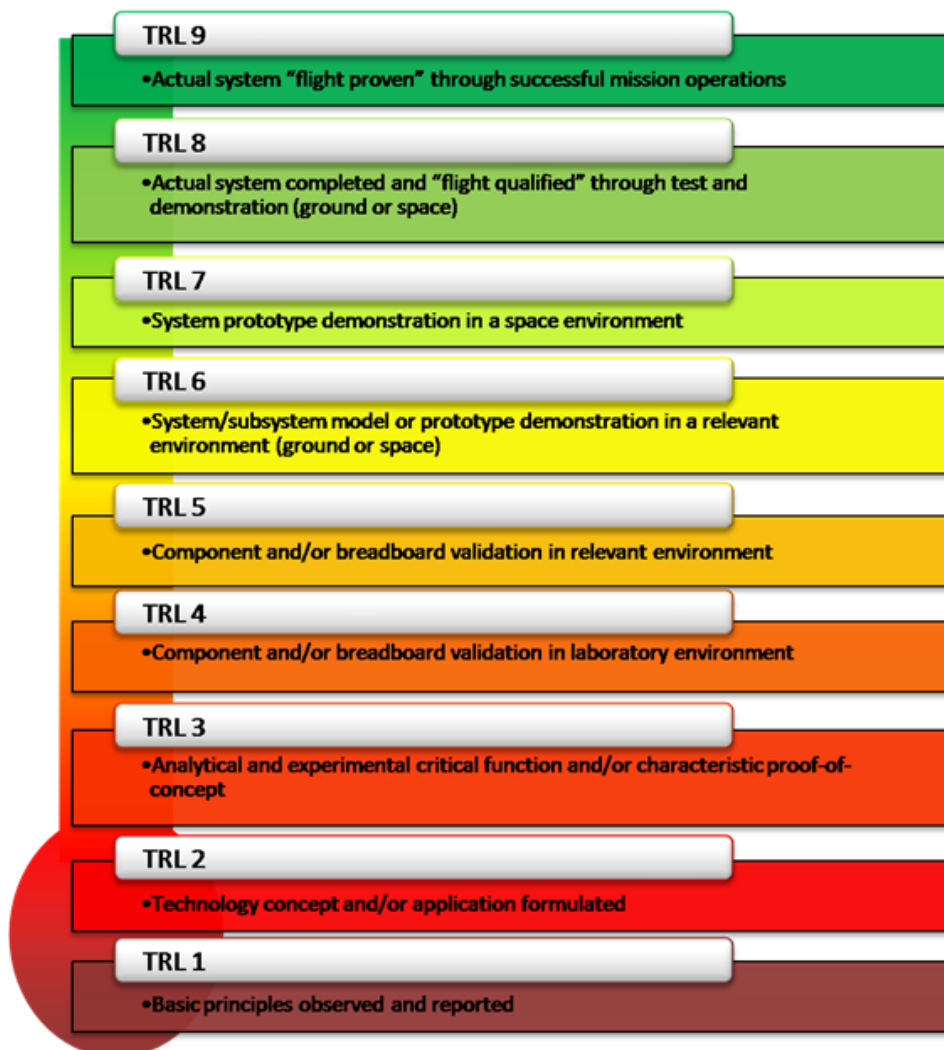 TRL 9
•Actual system “flight proven” through successful mission operations
TRL 8
•Actual system completed and “flight qualified” through test and
demonstration (ground or space)
TRL 7
•System prototype demonstration in a space environment
TRL 6
•System/subsystem model or prototype demonstration in a relevant
environment (ground or space)
TRL 5
•Component and/or breadboard validation in relevant environment
TRL 4
•Component and/or breadboard validation in laboratory environment
TRL 3
•Analytical and experimental critical function and/or characteristic proof-of-
concept
TRL 2
•Technology concept and/or application formulated
TRL 1
•Basic principles observed and reported